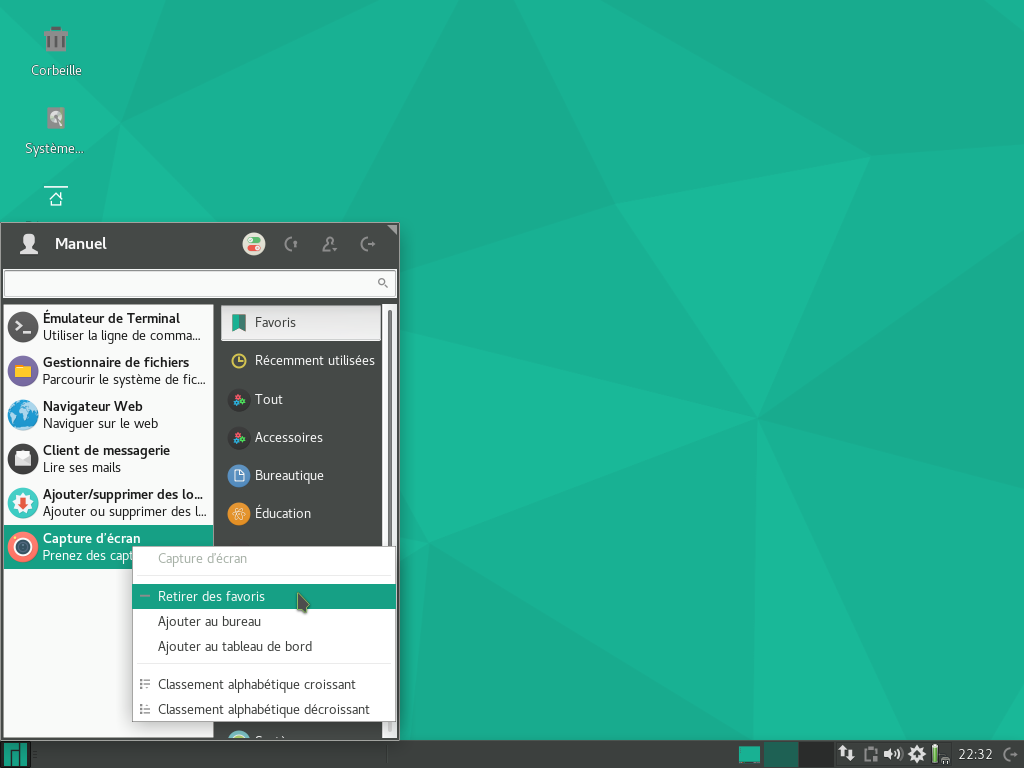 Corbeille
Système...
Manuel
Émulateur de Terminal
Utiliser la ligne de comma...
Gestionnaire de fichiers
Parcourir le système de fic...
Navigateur Web
Naviguer sur le web
Client de messagerie
Lire ses mails
Ajouter/supprimer des lo...
Ajouter ou supprimer des l...
Capture d'écran
Prenez des capt
Favoris
Récemment utilisées
Tout
Accessoires
Bureautique
Éducation
Capture d'écran
Retirer des favoris
Ajouter au bureau
Ajouter au tableau de bord
Classement alphabétique croissant
Classement alphabétique décroissant
22:32